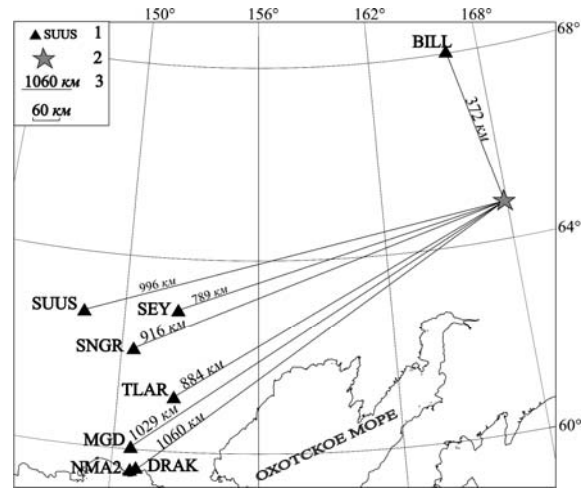 150° 156° 162° 168° 68°
▲ SUUS 1
2
1060 км 3
60 км
BILL
372 км
64°
996 км
SUUS
SEY 789 км
SNGR 916 км
TLAR 884 км
1029 км
MGD 1060 км
60°
NMA2 DRAK
ОХОТСКОЕ МОРЕ